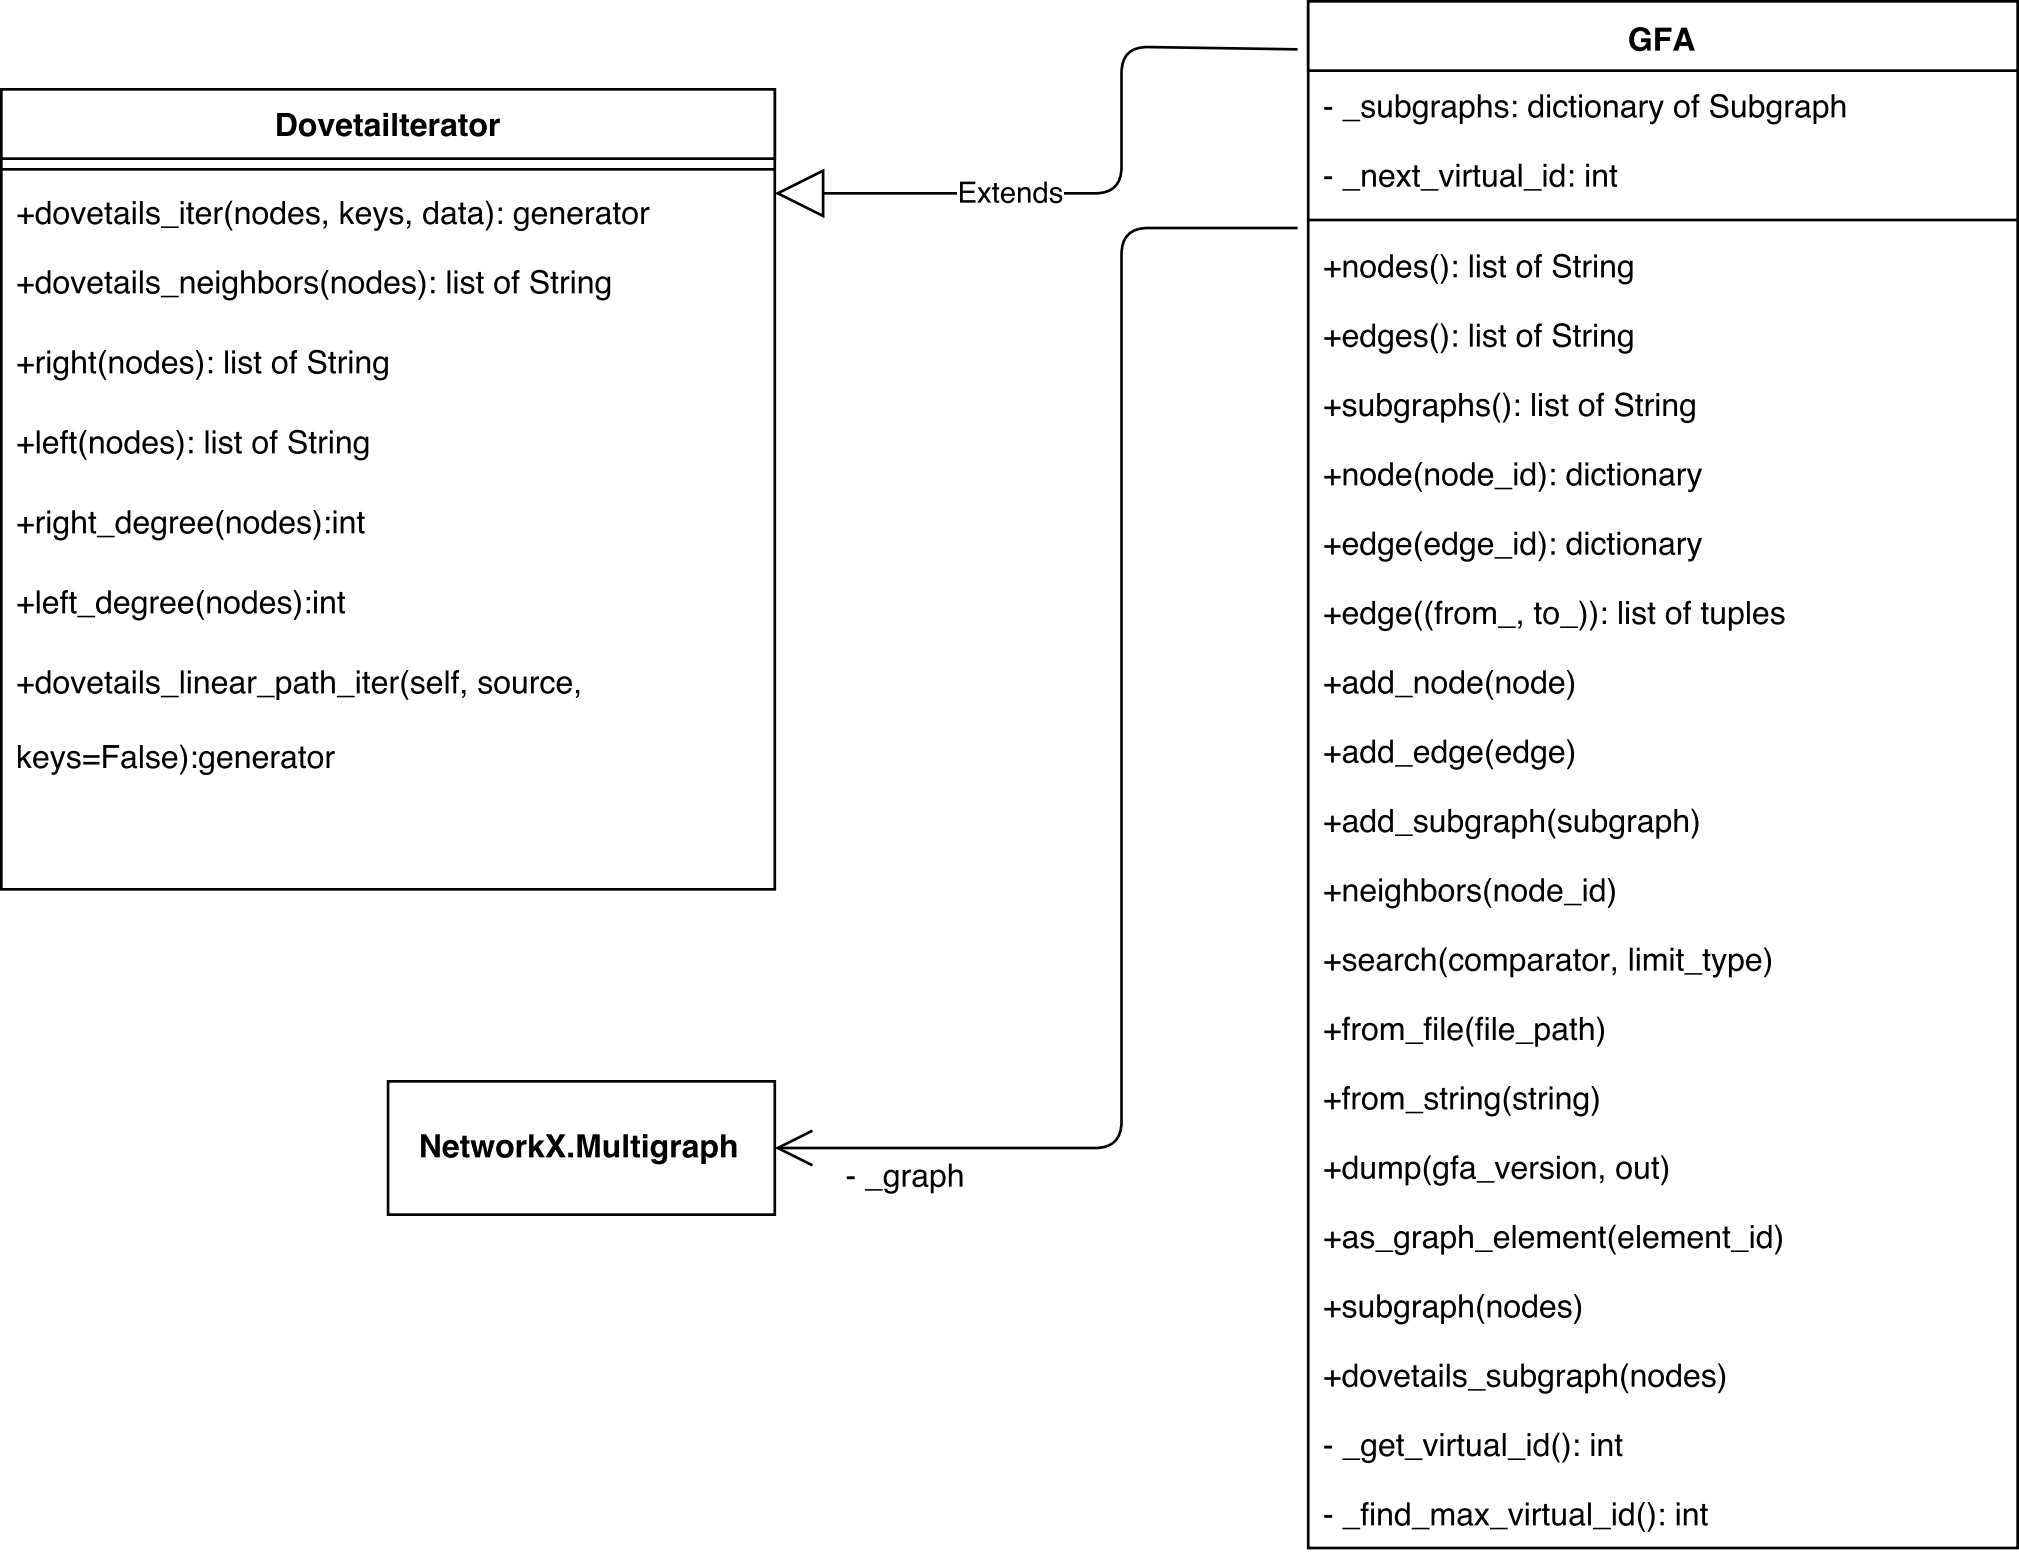 DovetaiIterator
+dovetails_iter(nodes, keys, data): generator
+dovetails_neighbors(nodes): list of String
+right(nodes): list of String
+left(nodes): list of String
+right_degree(nodes):int
+left_degree(nodes):int
+dovetails_linear_path_iter(self, source,
keys=False):generator
Extends
NetworkX.Multigraph
- _graph
GFA
- _subgraphs: dictionary of Subgraph
- _next_virtual_id: int
+nodes(): list of String
+edges(): list of String
+subgraphs(): list of String
+node(node_id): dictionary
+edge(edge_id): dictionary
+edge((from_, to_)): list of tuples
+add_node(node)
+add_edge(edge)
+add_subgraph(subgraph)
+neighbors(node_id)
+search(comparator, limit_type)
+from_file(file_path)
+from_string(string)
+dump(gfa_version, out)
+as_graph_element(element_id)
+subgraph(nodes)
+dovetails_subgraph(nodes)
- _get_virtual_id(): int
- _find_max_virtual_id(): int